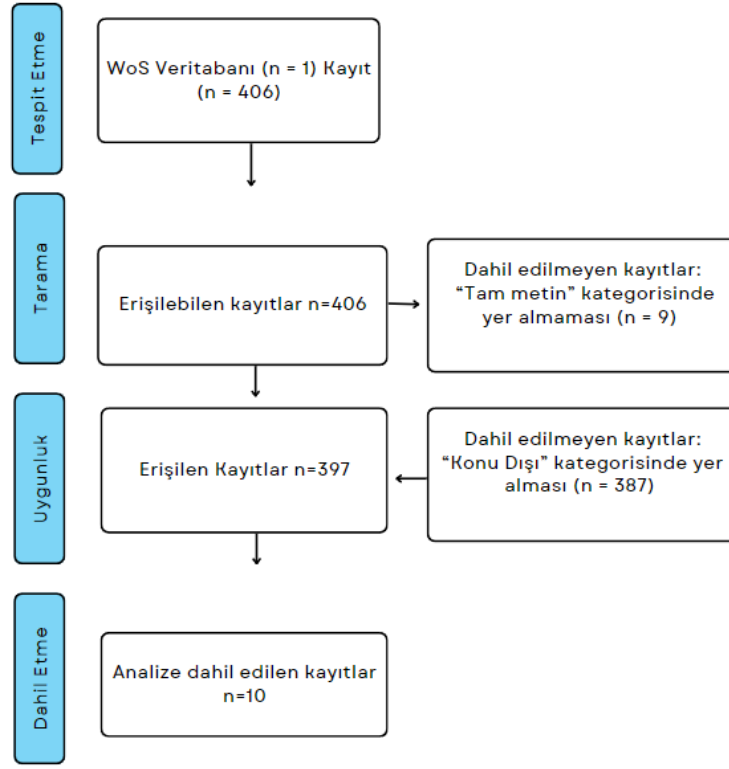 Tespit Etme
WoS Veritabanı (n = 1) Kayıt
(n = 406)
Tarama
Erişilebilen kayıtlar n=406
Dahil edilmeyen kayıtlar:
“Tam metin” kategorisinde
yer almaması (n = 9)
Uygunluk
Erişilen Kayıtlar n=397
Dahil edilmeyen kayıtlar:
“Konu Dışı” kategorisinde yer
alması (n = 387)
Dahil Etme
Analize dahil edilen kayıtlar
n=10